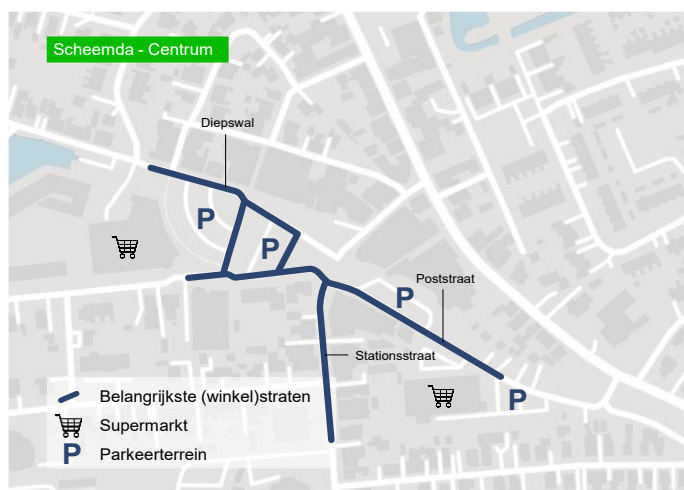 Scheemda - Centrum
Diepswal
P
P
Poststraat
P
Stationsstraat
P
Belangrijkste (winkel)straten
Supermarkt
P Parkeerterrein